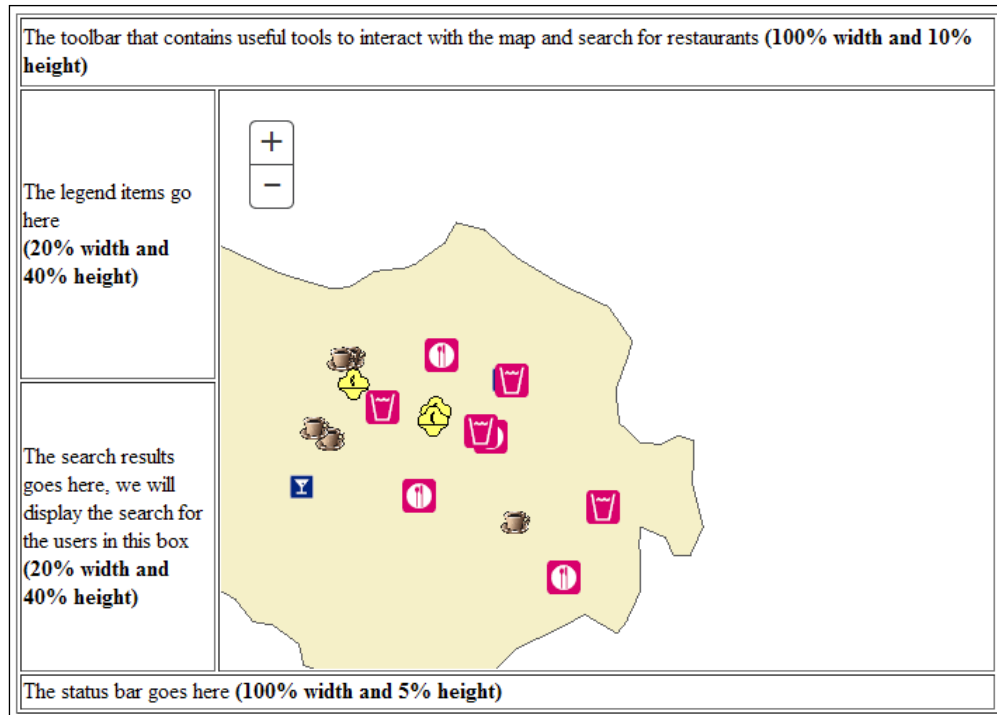 The toolbar that contains useful tools to interact with the map and search for restaurants (100% width and 10%
height)
+
−
The legend items go
here
(20% width and
40% height)
The search results
goes here, we will
display the search for
the users in this box
(20% width and
40% height)
The status bar goes here (100% width and 5% height)